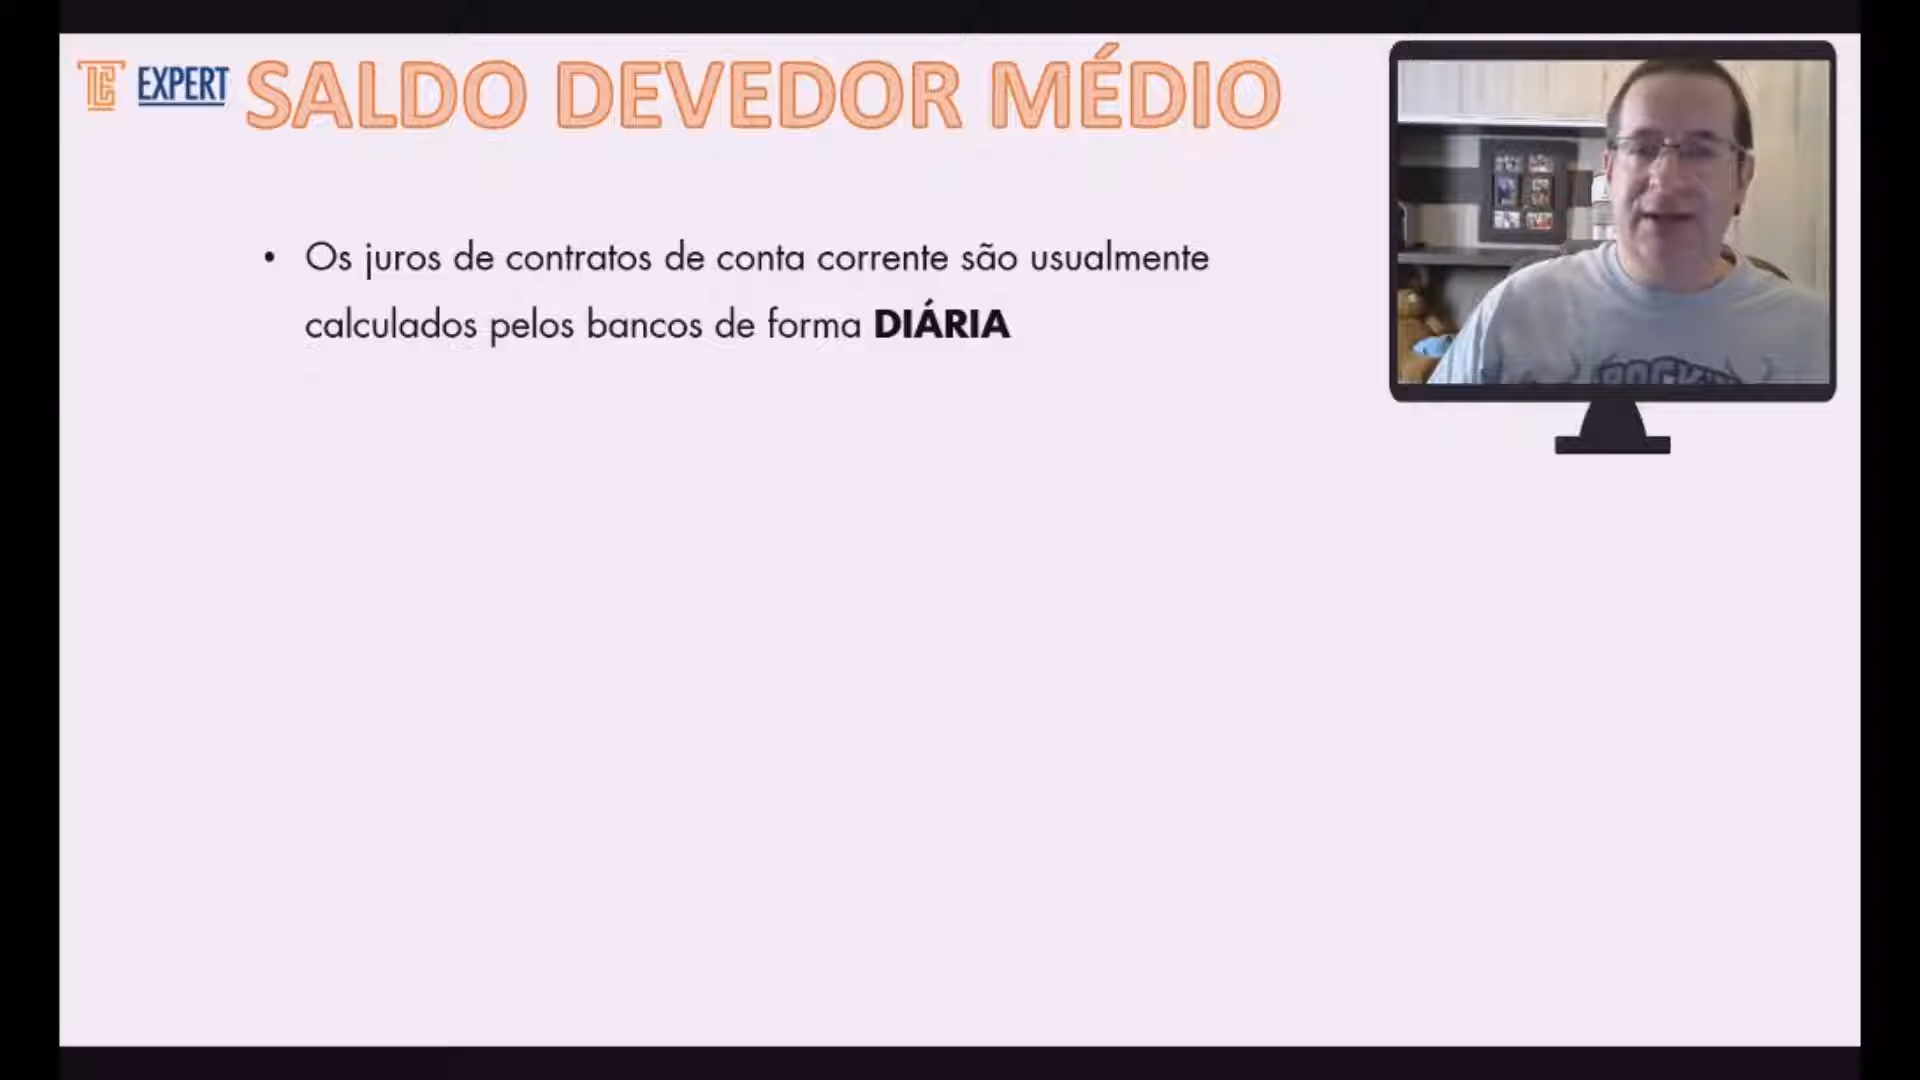 EXPERT
SALDO DEVEDOR MÉDIO
• Os juros de contratos de conta corrente são usualmente
calculados pelos bancos de forma DIÁRIA